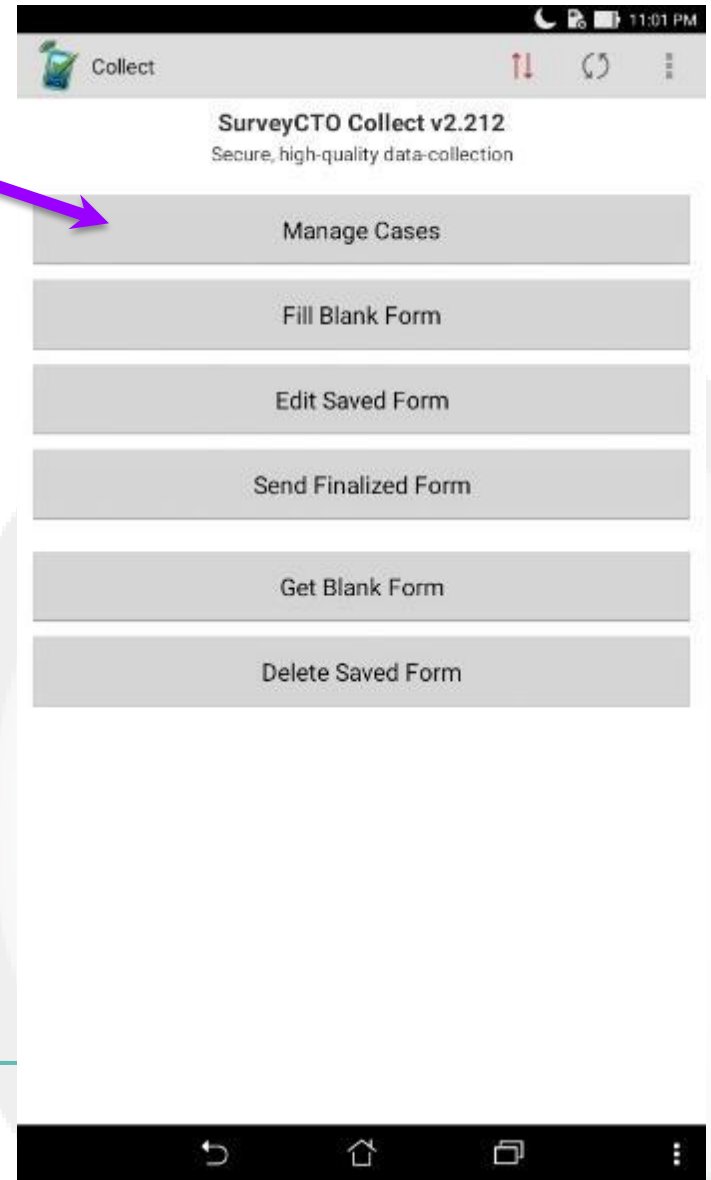 11:01 PM
Collect
SurveyCTO Collect v2.212
Secure, high-quality data-collection
Manage Cases
Fill Blank Form
Edit Saved Form
Send Finalized Form
Get Blank Form
Delete Saved Form